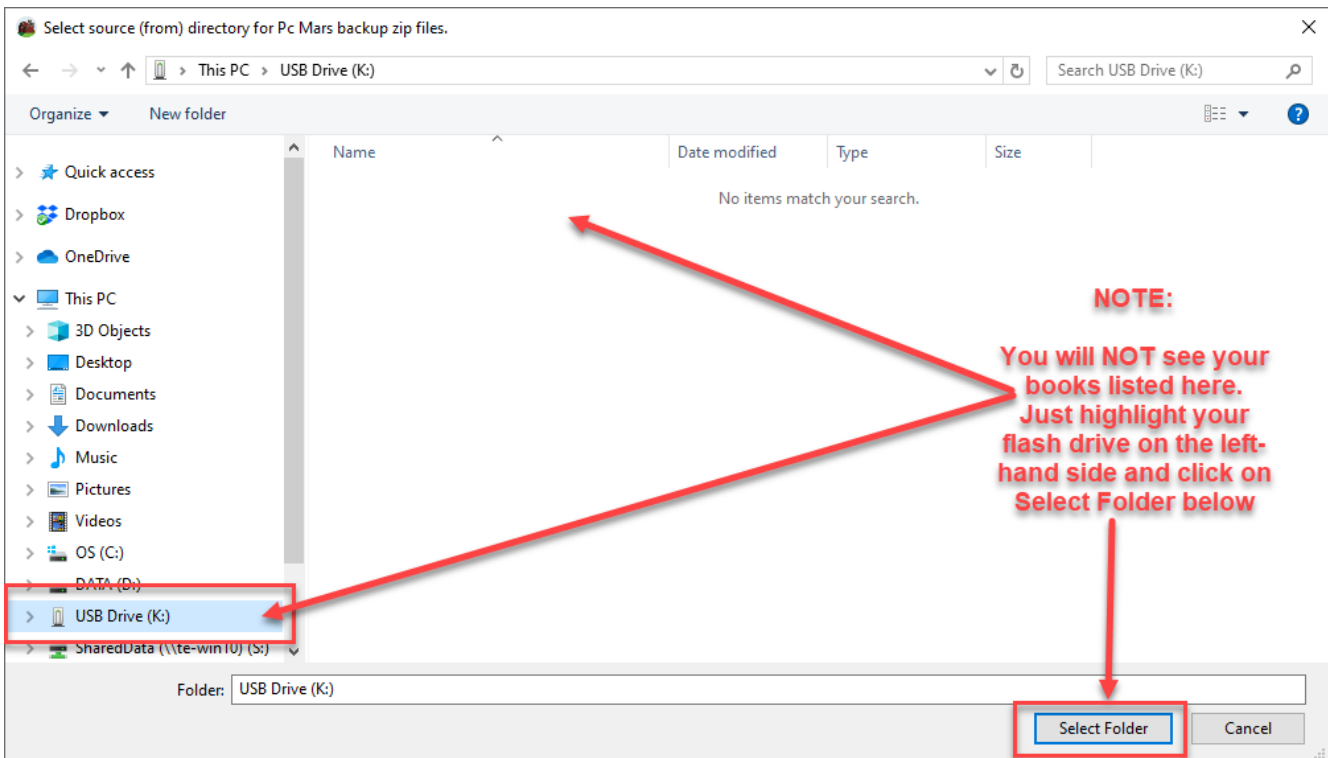 Select source (from) directory for Pc Mars backup zip files.
This PC > USB Drive (K:)
Search USB Drive (K:)
Organize
New folder
Name
Date modified
Type
Size
No items match your search.
Quick access
Dropbox
OneDrive
This PC
3D Objects
Desktop
Documents
Downloads
Music
Pictures
Videos
OS (C:)
DATA (D:)
USB Drive (K:)
SharedData (\\te-win10) (S:)
NOTE:
You will NOT see your
books listed here.
Just highlight your
flash drive on the left-
hand side and click on
Select Folder below
Folder:
USB Drive (K:)
Select Folder
Cancel